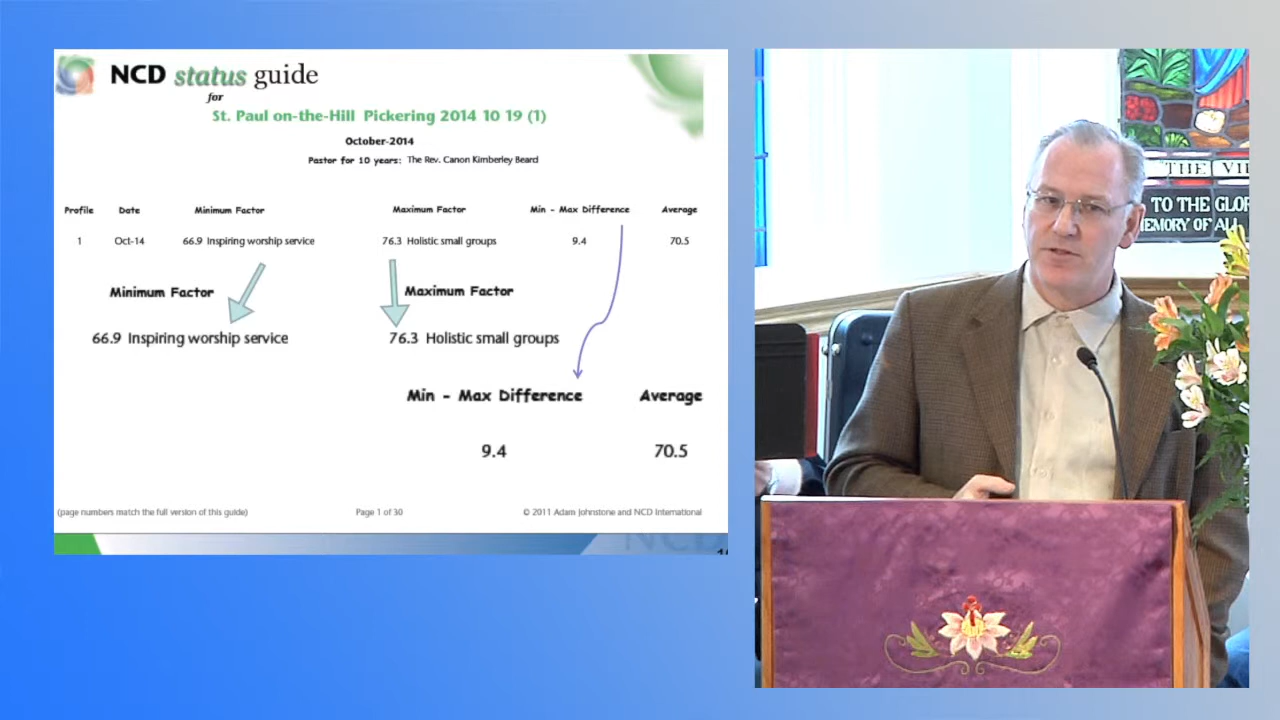 NCD status guide
for
St. Paul on-the-Hill Pickering 2014 10 19 (1)
October-2014
Pastor for 10 years: The Rev. Canon Kimberley Beard
Profile Date Minimum Factor Maximum Factor Min - Max Difference Average
1 Oct-14 66.9 Inspiring worship service 76.3 Holistic small groups 9.4 70.5
Minimum Factor Maximum Factor
66.9 Inspiring worship service 76.3 Holistic small groups
Min - Max Difference Average
9.4 70.5
(page numbers match the full version of this guide) Page 1 of 30 © 2011 Adam Johnstone and NCD International
NCD
THE
TO THE GLOR
MEMORY OF ALL